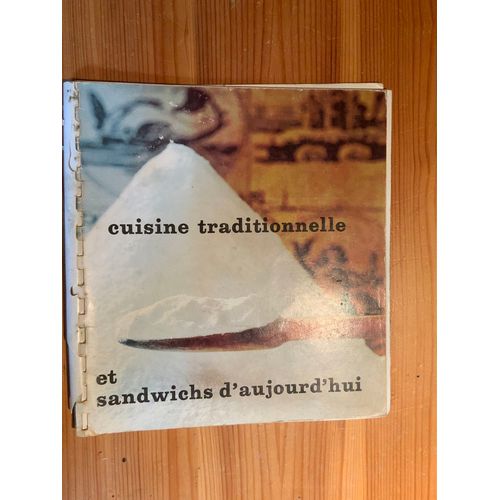 cuisine traditionnelle
et
sandwichs d'aujourd'hui